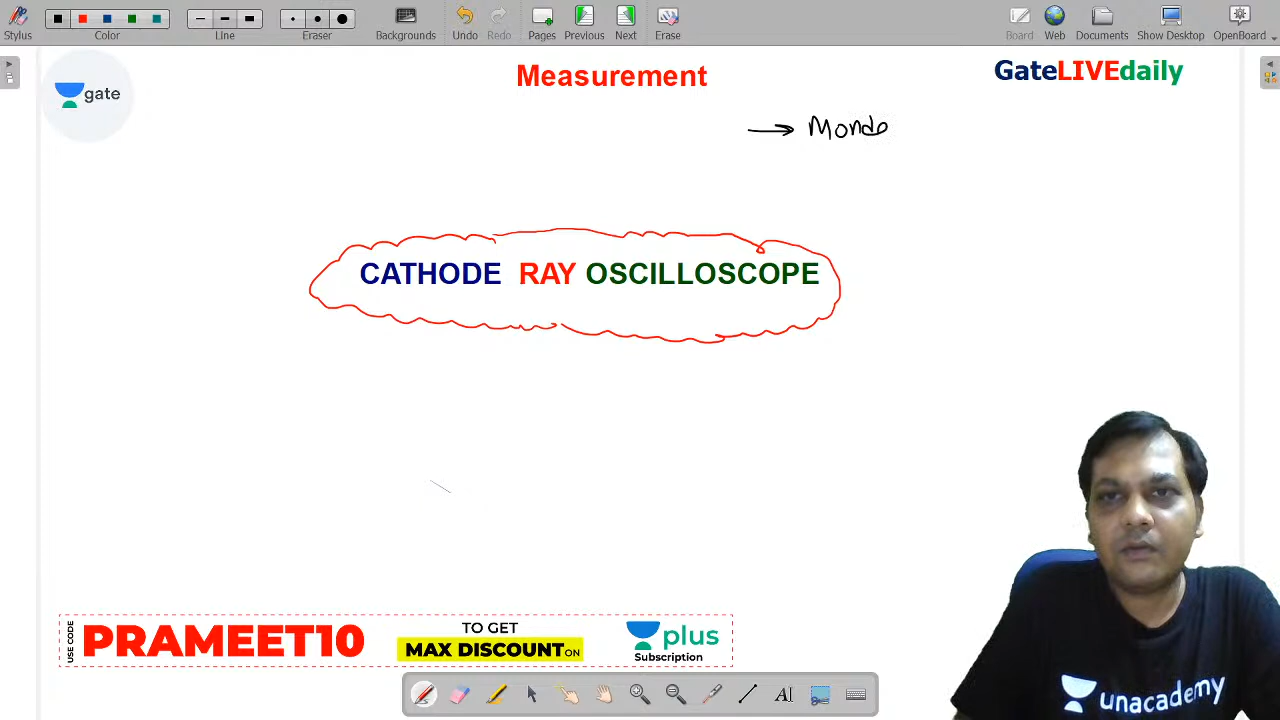 Stylus
Color
Line
Eraser
Backgrounds
Undo
Redo
Pages
Previous
Next
Erase
Board
Web
Documents
Show Desktop
OpenBoard
gate
Measurement
GateLIVEdaily
→ Monda
CATHODE RAY OSCILLOSCOPE
USE CODE
PRAMEET10
TO GET
MAX DISCOUNT ON
plus
Subscription
unacademy